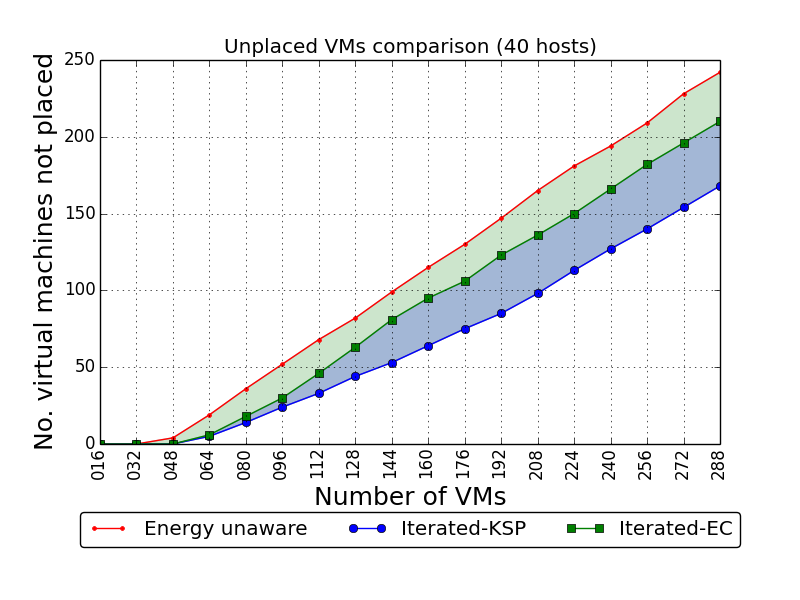 Unplaced VMs comparison (40 hosts)
No. virtual machines not placed
250
200
150
100
50
0
016 032 048 064 080 096 112 128 144 160 176 192 208 224 240 256 272 288
Number of VMs
Energy unaware Iterated-KSP Iterated-EC